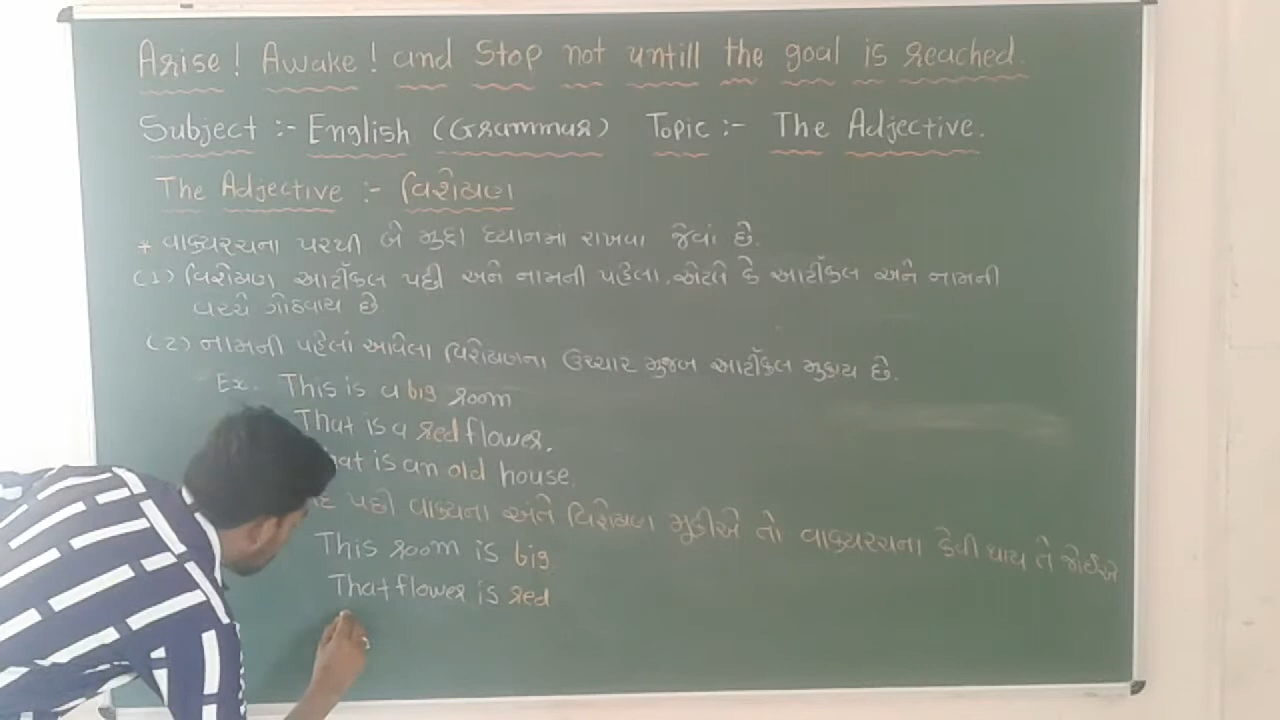 Arise! Awake! and Stop not untill the goal is reached.
Subject :- English (Grammar) Topic :- The Adjective.
The Adjective :- વિશેષણ
* વાક્યરચના પરથી બે મુદ્દા ધ્યાનમા રાખવા જેવાં છે.
(1) વિશેષણ આર્ટીકલ પછી અને નામની પહેલા. એટલે કે આર્ટીકલ અને નામની
વચ્ચે ગોઠવાય છે
(2) નામની પહેલાં આવેલા વિશેષણના ઉચ્ચાર મુજબ આર્ટીકલ મુકાય છે.
Ex. This is a big room
That is a red flower.
at is an old house.
પછી વાક્યના અંતે વિશેષણ મુકીએ તો વાક્યરચના કેવી થાય તે જોઈએ
This room is big
That flower is red